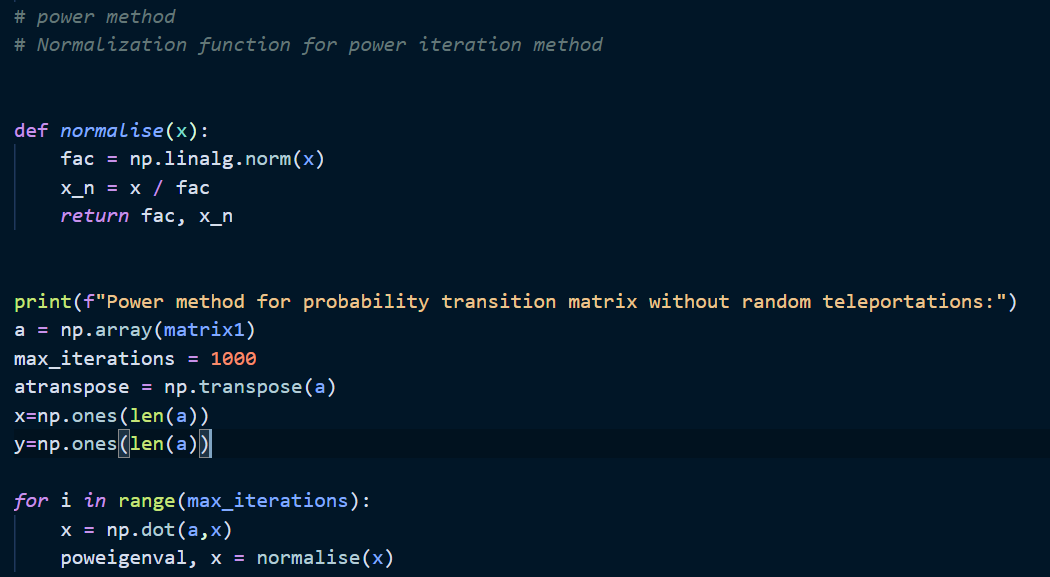 # power method
# Normalization function for power iteration method
def normalise(x):
    fac = np.linalg.norm(x)
    x_n = x / fac
    return fac, x_n
print(f"Power method for probability transition matrix without random teleportations:")
a = np.array(matrix1)
max_iterations = 1000
atranspose = np.transpose(a)
x=np.ones(len(a))
y=np.ones(len(a))
for i in range(max_iterations):
    x = np.dot(a,x)
    poweigenval, x = normalise(x)